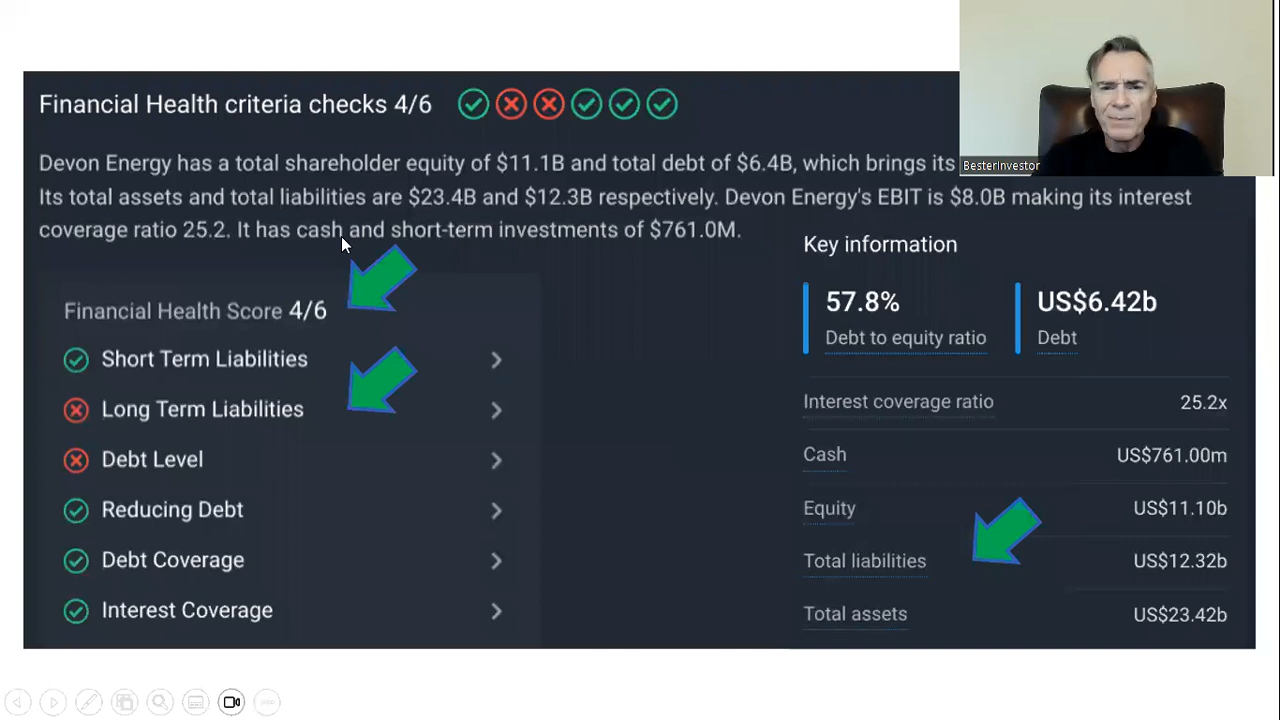 Financial Health criteria checks 4/6
Devon Energy has a total shareholder equity of $11.1B and total debt of $6.4B, which brings its
Its total assets and total liabilities are $23.4B and $12.3B respectively. Devon Energy's EBIT is $8.0B making its interest
coverage ratio 25.2. It has cash and short-term investments of $761.0M.
BesterInvestor
Financial Health Score 4/6
Short Term Liabilities
Long Term Liabilities
Debt Level
Reducing Debt
Debt Coverage
Interest Coverage
Key information
57.8%
Debt to equity ratio
US$6.42b
Debt
Interest coverage ratio 25.2x
Cash US$761.00m
Equity US$11.10b
Total liabilities US$12.32b
Total assets US$23.42b